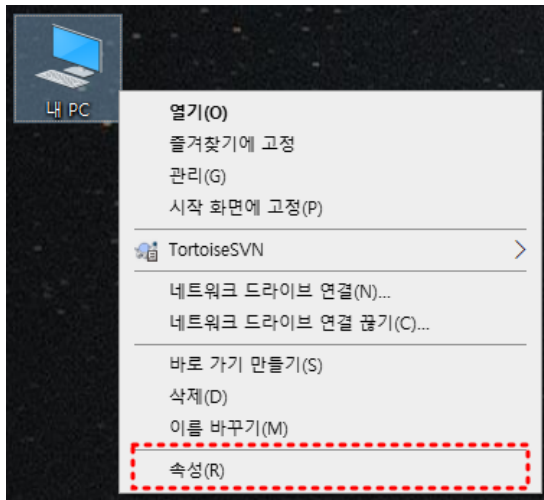 내 PC
열기(O)
즐겨찾기에 고정
관리(G)
시작 화면에 고정(P)
TortoiseSVN
네트워크 드라이브 연결(N)...
네트워크 드라이브 연결 끊기(C)...
바로 가기 만들기(S)
삭제(D)
이름 바꾸기(M)
속성(R)